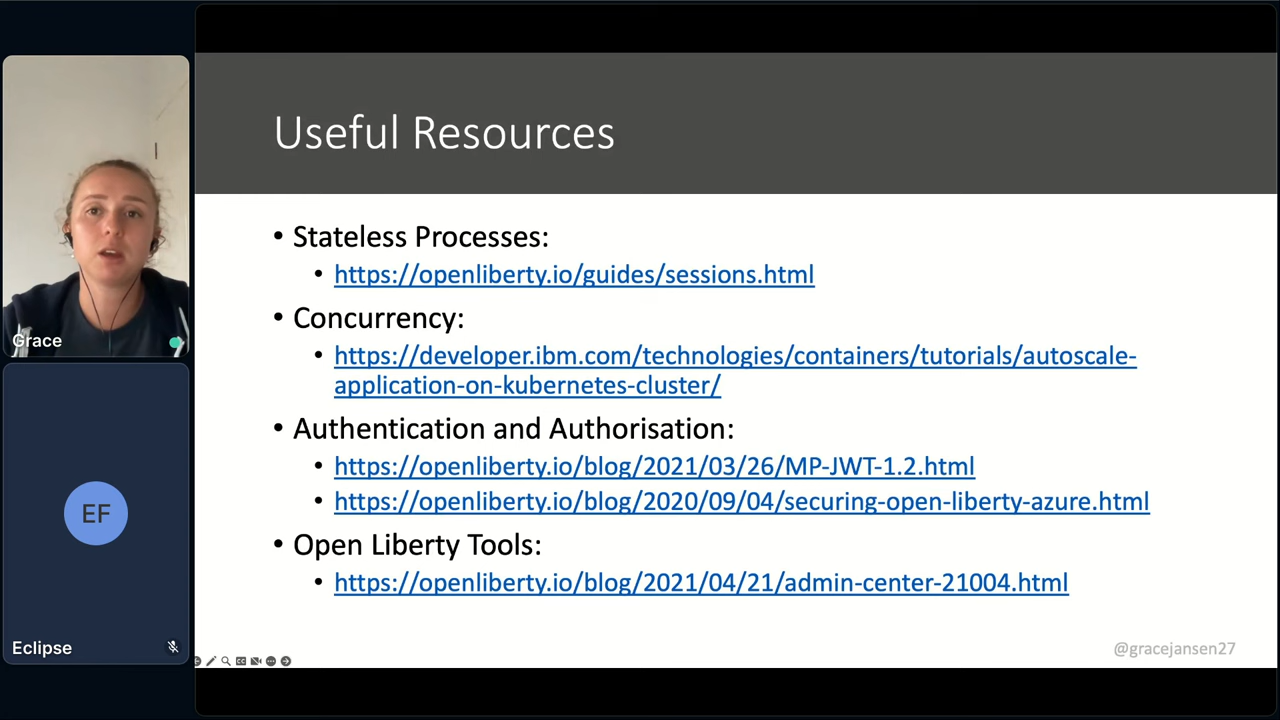 Useful Resources
• Stateless Processes:
• https://openliberty.io/guides/sessions.html
• Concurrency:
• https://developer.ibm.com/technologies/containers/tutorials/autoscale-
application-on-kubernetes-cluster/
• Authentication and Authorisation:
• https://openliberty.io/blog/2021/03/26/MP-JWT-1.2.html
• https://openliberty.io/blog/2020/09/04/securing-open-liberty-azure.html
• Open Liberty Tools:
• https://openliberty.io/blog/2021/04/21/admin-center-21004.html
@gracejansen27
Grace
EF
Eclipse